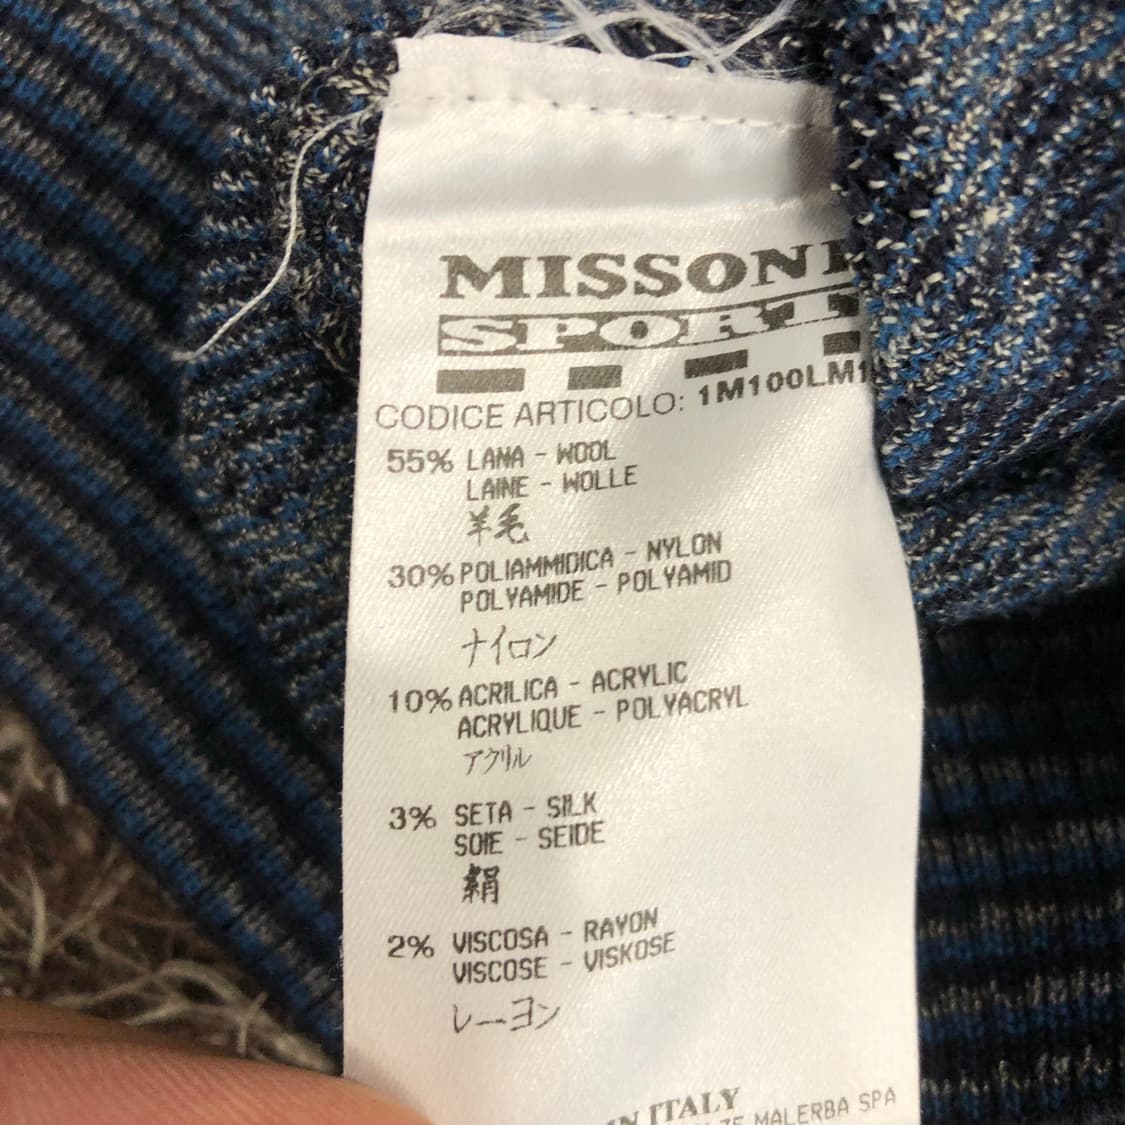 MISSONI
SPORT
CODICE ARTICOLO: 1M100LM1
55% LANA - WOOL
LAINE - WOLLE
羊毛
30% POLIAMMIDICA - NYLON
POLYAMIDE - POLYAMID
ナイロン
10% ACRILICA - ACRYLIC
ACRYLIQUE - POLYACRYL
アクリル
3% SETA - SILK
SOIE - SEIDE
絹
2% VISCOSA - RAYON
VISCOSE - VISKOSE
レーヨン
IN ITALY
MALERBA SPA